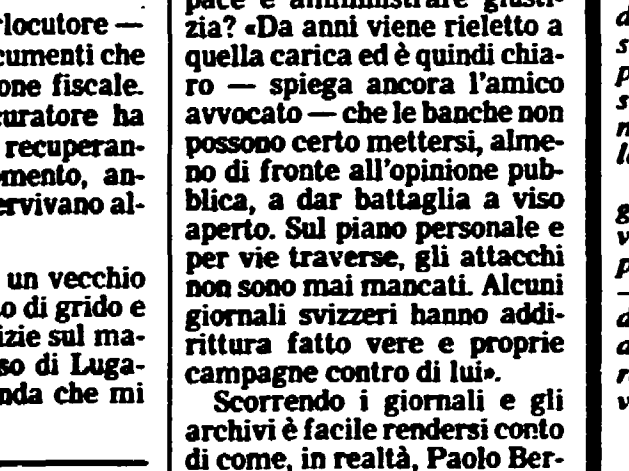 rlocutore —
cumenti che
one fiscale.
curatore ha
recuperan-
mento, an-
ervivano al-
un vecchio
o di grido e
izie sul ma-
so di Luga-
nda che mi
pace e amministrare giusti-
zia? «Da anni viene rieletto a
quella carica ed è quindi chia-
ro — spiega ancora l'amico
avvocato — che le banche non
possono certo mettersi, alme-
no di fronte all'opinione pub-
blica, a dar battaglia a viso
aperto. Sul piano personale e
per vie traverse, gli attacchi
non sono mai mancati. Alcuni
giornali svizzeri hanno addi-
rittura fatto vere e proprie
campagne contro di lui».
Scorrendo i giornali e gli
archivi è facile rendersi conto
di come, in realtà, Paolo Ber-